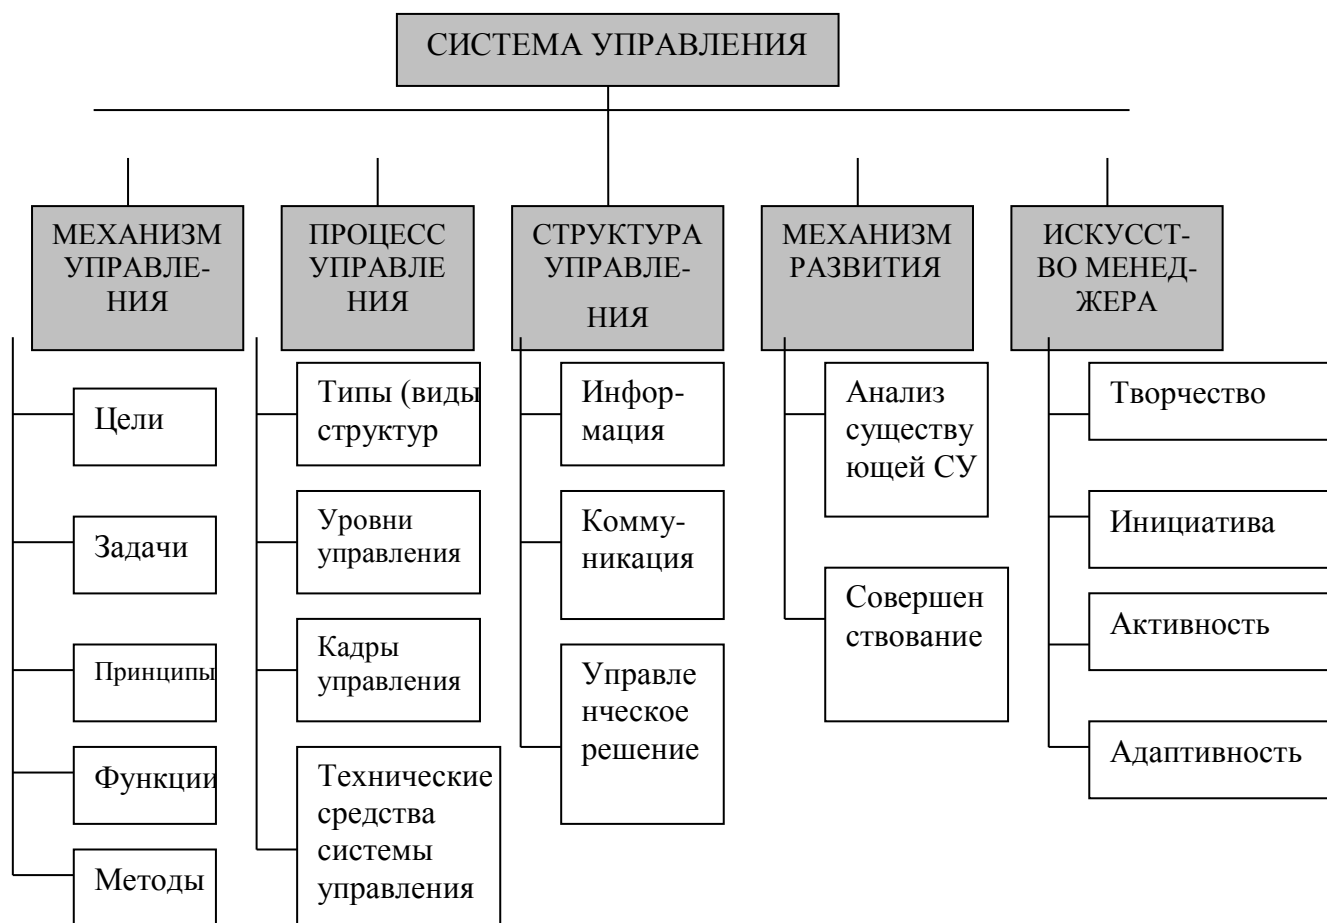 СИСТЕМА УПРАВЛЕНИЯ
МЕХАНИЗМ
УПРАВЛЕ-
НИЯ
ПРОЦЕСС
УПРАВЛЕ
НИЯ
СТРУКТУРА
УПРАВЛЕ-
НИЯ
МЕХАНИЗМ
РАЗВИТИЯ
ИСКУССТ-
ВО МЕНЕД-
ЖЕРА
Цели
Задачи
Принципы
Функции
Методы
Типы (виды
структур
Уровни
управления
Кадры
управления
Технические
средства
системы
управления
Инфор-
мация
Комму-
никация
Управле
нческое
решение
Анализ
существу
ющей СУ
Совершен
ствование
Творчество
Инициатива
Активность
Адаптивность